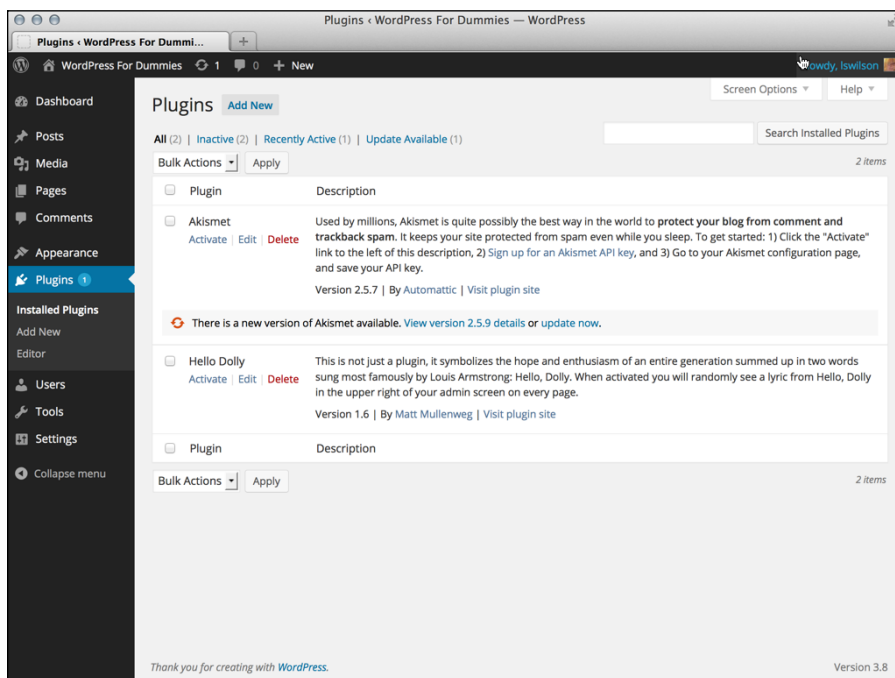 Plugins ‹ WordPress For Dummies — WordPress
Plugins ‹ WordPress For Dummi...
WordPress For Dummies 1 0 + New owdy, lswilson
Screen Options Help
Dashboard
Posts
Media
Pages
Comments
Appearance
Plugins 1
Installed Plugins
Add New
Editor
Users
Tools
Settings
Collapse menu
Plugins Add New
All (2) | Inactive (2) | Recently Active (1) | Update Available (1)
Search Installed Plugins
Bulk Actions Apply
2 items
Plugin Description
Akismet
Activate | Edit | Delete
Used by millions, Akismet is quite possibly the best way in the world to protect your blog from comment and
trackback spam. It keeps your site protected from spam even while you sleep. To get started: 1) Click the "Activate"
link to the left of this description, 2) Sign up for an Akismet API key, and 3) Go to your Akismet configuration page,
and save your API key.
Version 2.5.7 | By Automattic | Visit plugin site
There is a new version of Akismet available. View version 2.5.9 details or update now.
Hello Dolly
Activate | Edit | Delete
This is not just a plugin, it symbolizes the hope and enthusiasm of an entire generation summed up in two words
sung most famously by Louis Armstrong: Hello, Dolly. When activated you will randomly see a lyric from Hello, Dolly
in the upper right of your admin screen on every page.
Version 1.6 | By Matt Mullenweg | Visit plugin site
Plugin Description
Bulk Actions Apply
2 items
Thank you for creating with WordPress.
Version 3.8